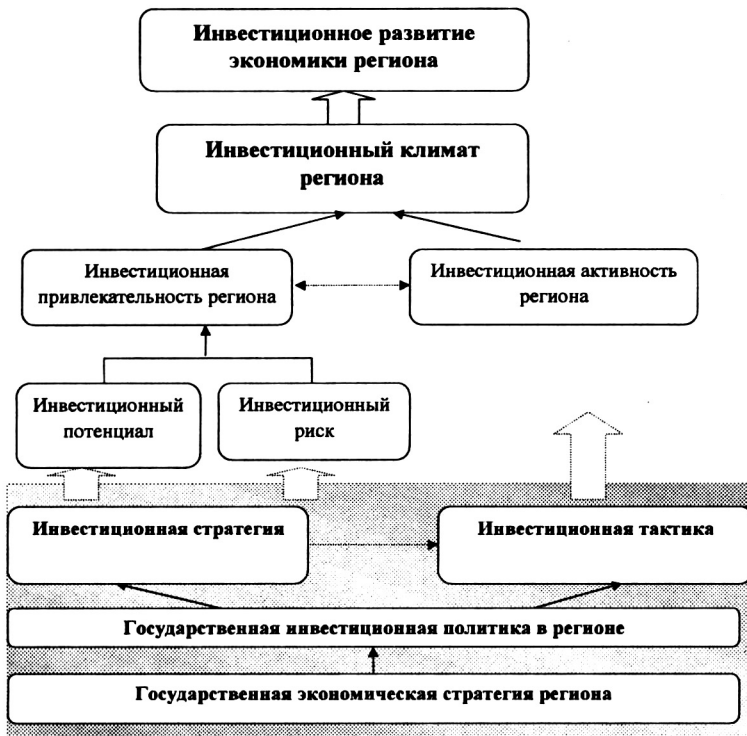 Инвестиционное развитие
экономики региона
Инвестиционный климат
региона
Инвестиционная
привлекательность региона
Инвестиционная активность
региона
Инвестиционный
потенциал
Инвестиционный
риск
Инвестиционная стратегия
Инвестиционная тактика
Государственная инвестиционная политика в регионе
Государственная экономическая стратегия региона